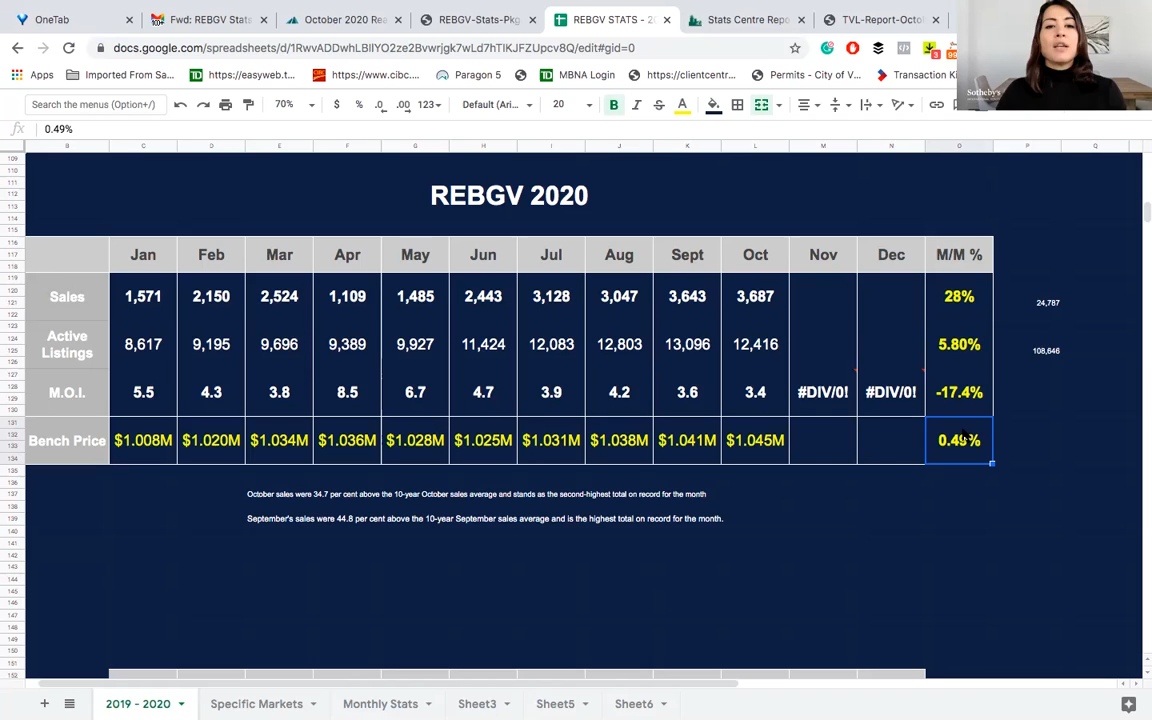 OneTab
Fwd: REBGV Stats
October 2020 Rea
REBGV-Stats-Pkg
REBGV STATS - 20
Stats Centre Repo
TVL-Report-Octo
docs.google.com/spreadsheets/d/1RwvADDwhLBIIYO2ze2Bvwrjgk7wLd7hTIKJFZUpcv8Q/edit#gid=0
Apps
Imported From Sa...
https://easyweb.t...
https://www.cibc....
Paragon 5
MBNA Login
https://clientcentr...
Permits - City of V...
Transaction Ki
Search the menus (Option+/)
70%
$
%
.0
.00
123
Default (Ari...
20
B
I
S
A
Sotheby's
fx
0.49%
B C D E F G H I J K L M N O P Q
REBGV 2020
Jan Feb Mar Apr May Jun Jul Aug Sept Oct Nov Dec M/M %
Sales 1,571 2,150 2,524 1,109 1,485 2,443 3,128 3,047 3,643 3,687 28% 24,787
Active
Listings 8,617 9,195 9,696 9,389 9,927 11,424 12,083 12,803 13,096 12,416 5.80% 108,646
M.O.I. 5.5 4.3 3.8 8.5 6.7 4.7 3.9 4.2 3.6 3.4 #DIV/0! #DIV/0! -17.4%
Bench Price $1.008M $1.020M $1.034M $1.036M $1.028M $1.025M $1.031M $1.038M $1.041M $1.045M 0.49%
October sales were 34.7 per cent above the 10-year October sales average and stands as the second-highest total on record for the month
September's sales were 44.8 per cent above the 10-year September sales average and is the highest total on record for the month.
2019 - 2020
Specific Markets
Monthly Stats
Sheet3
Sheet5
Sheet6